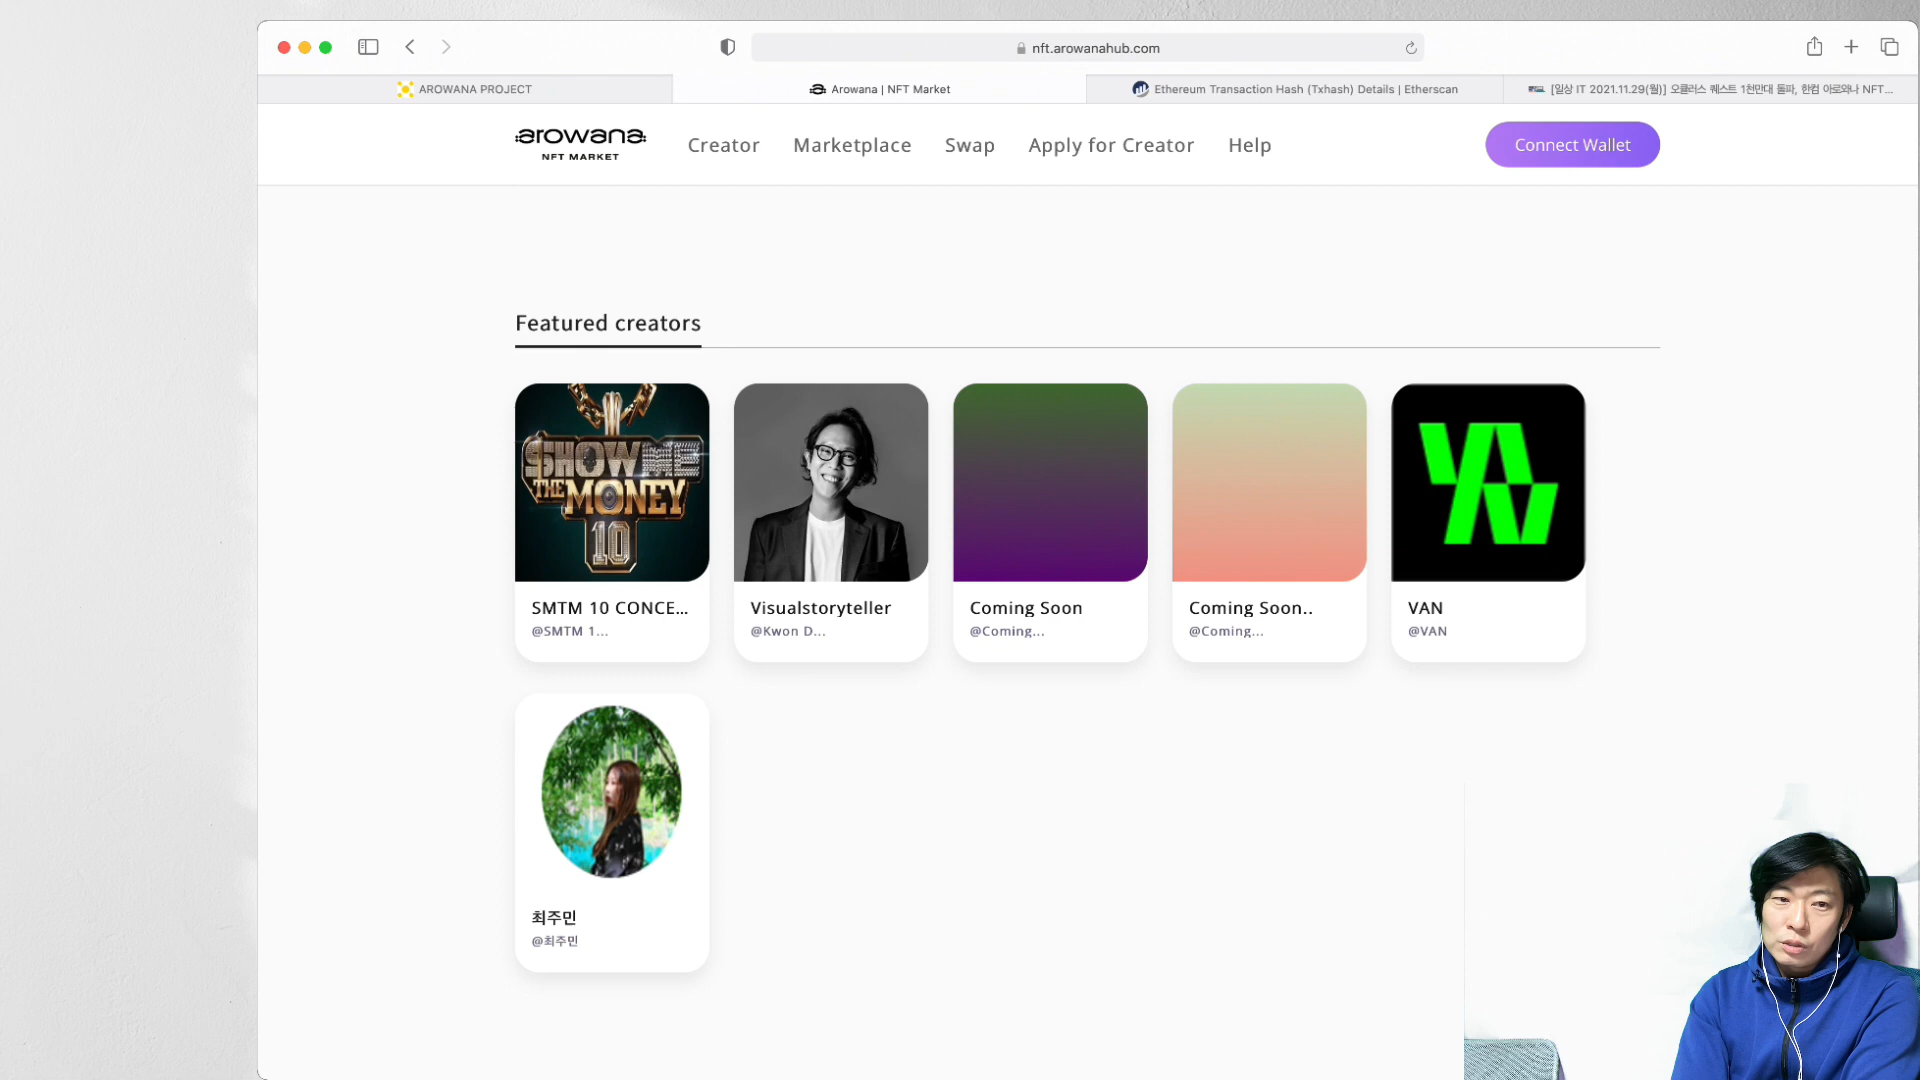 nft.arowanahub.com
AROWANA PROJECT
Arowana | NFT Market
Ethereum Transaction Hash (Txhash) Details | Etherscan
[일상 IT 2021.11.29(월)] 오큘러스 퀘스트 1천만대 돌파, 한컴 아로와나 NFT...
arowana
NFT MARKET
Creator
Marketplace
Swap
Apply for Creator
Help
Connect Wallet
Featured creators
SHOW ME
THE MONEY
10
SMTM 10 CONCE...
@SMTM 1...
Visualstoryteller
@Kwon D...
Coming Soon
@Coming...
Coming Soon..
@Coming...
VAN
VAN
@VAN
최주민
@최주민